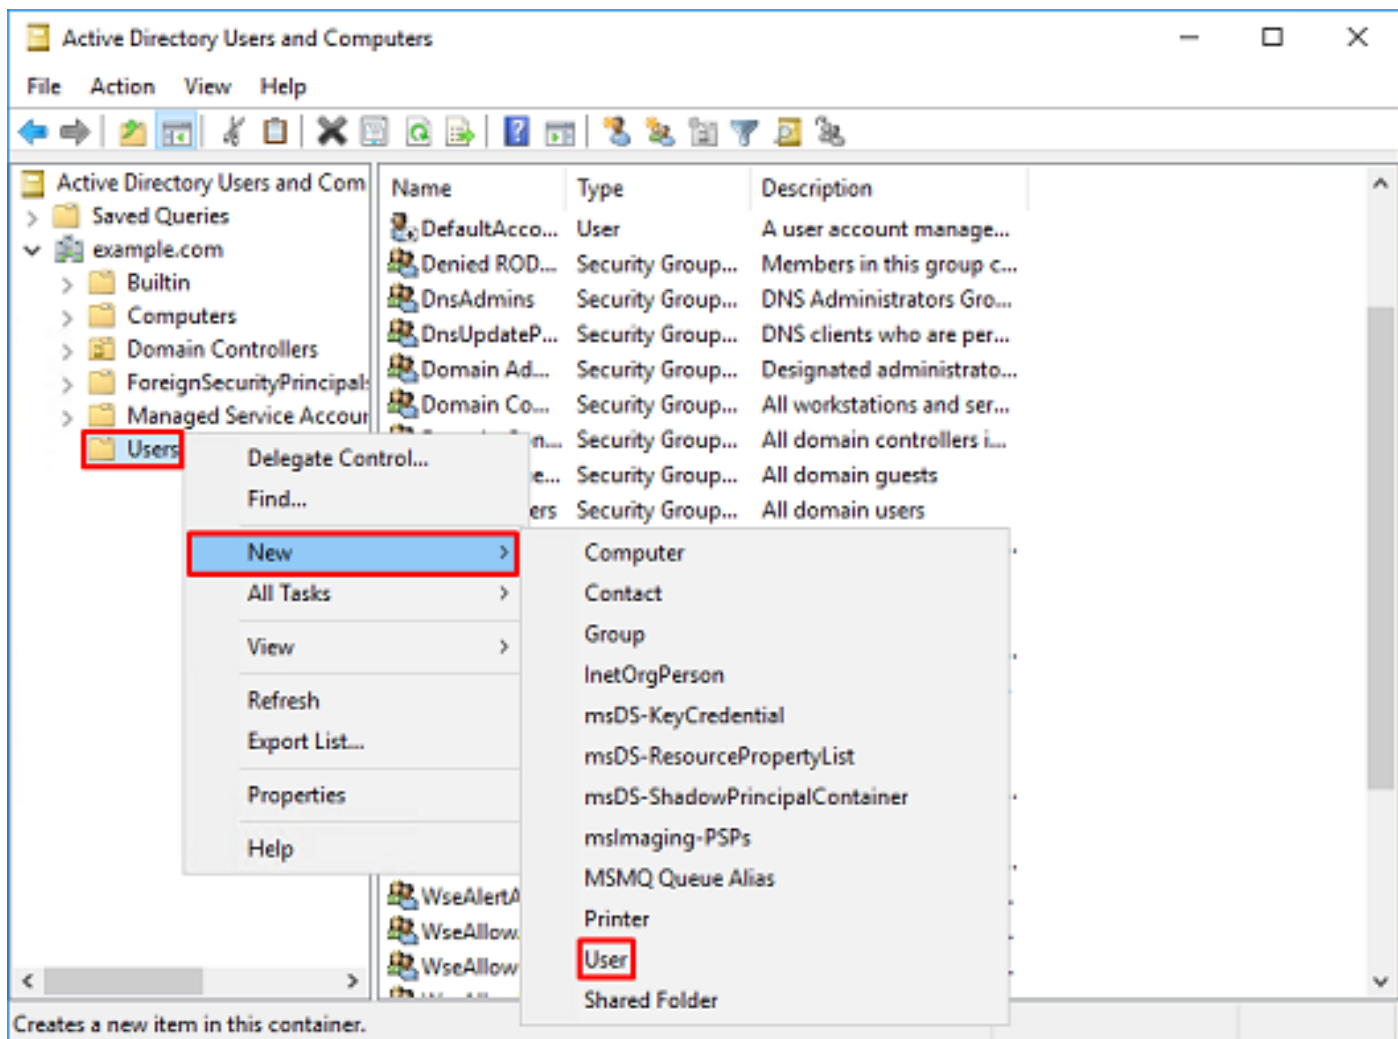 Active Directory Users and Computers
File Action View Help
Active Directory Users and Com
Saved Queries
example.com
Builtin
Computers
Domain Controllers
ForeignSecurityPrincipals
Managed Service Accour
Users
Name Type Description
DefaultAcco... User A user account manage...
Denied ROD... Security Group... Members in this group c...
DnsAdmins Security Group... DNS Administrators Gro...
DnsUpdateP... Security Group... DNS clients who are per...
Domain Ad... Security Group... Designated administrato...
Domain Co... Security Group... All workstations and ser...
n... Security Group... All domain controllers i...
e... Security Group... All domain guests
ers Security Group... All domain users
Delegate Control...
Find...
New
All Tasks
View
Refresh
Export List...
Properties
Help
Computer
Contact
Group
InetOrgPerson
msDS-KeyCredential
msDS-ResourcePropertyList
msDS-ShadowPrincipalContainer
msImaging-PSPs
MSMQ Queue Alias
Printer
User
Shared Folder
WseAlertA
WseAllow
WseAllow
Creates a new item in this container.